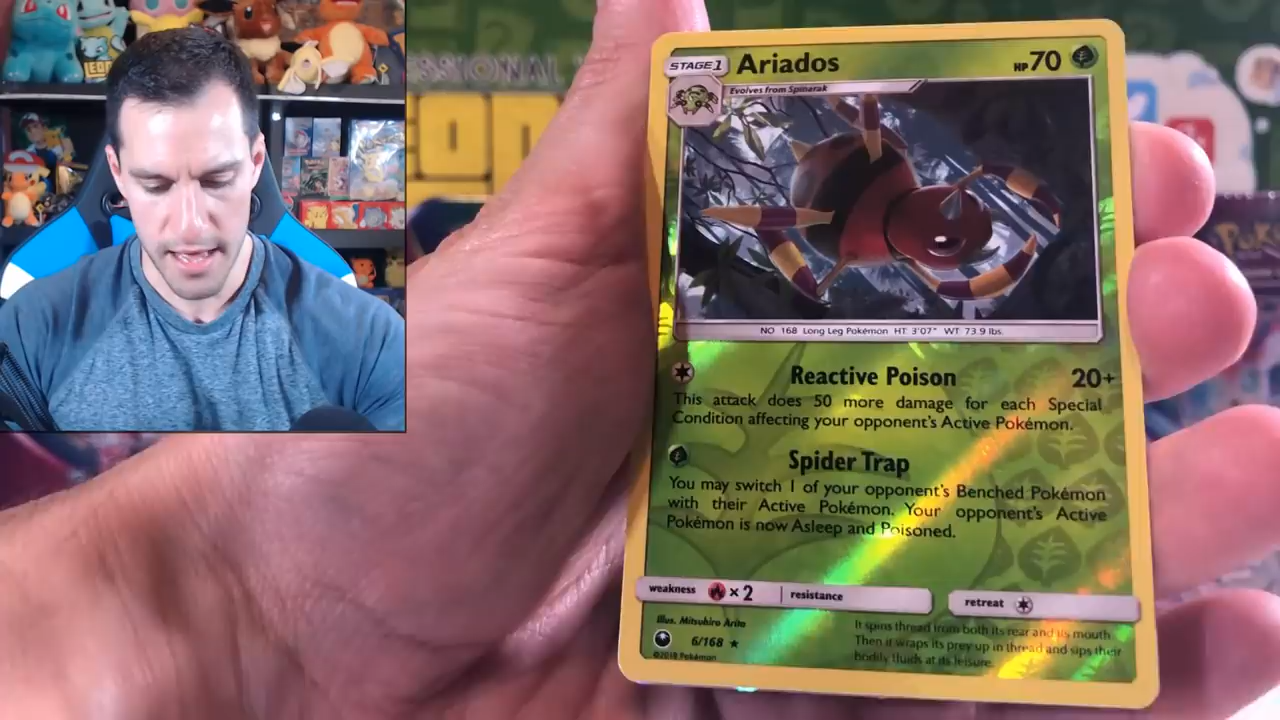 LEON
ESSIONAL
EON
STAGE 1 Ariados HP 70
Evolves from Spinarak
NO 168 Long Leg Pokémon HT: 3'07" WT: 73.9 lbs.
Reactive Poison 20+
This attack does 50 more damage for each Special
Condition affecting your opponent's Active Pokémon.
Spider Trap
You may switch 1 of your opponent's Benched Pokémon
with their Active Pokémon. Your opponent's Active
Pokémon is now Asleep and Poisoned.
weakness ×2 resistance retreat
Illus. Mitsuhiro Arita
6/168 ★
©2018 Pokémon
It spins thread from both its rear and its mouth.
Then it wraps its prey up in thread and sips their
bodily fluids at its leisure.